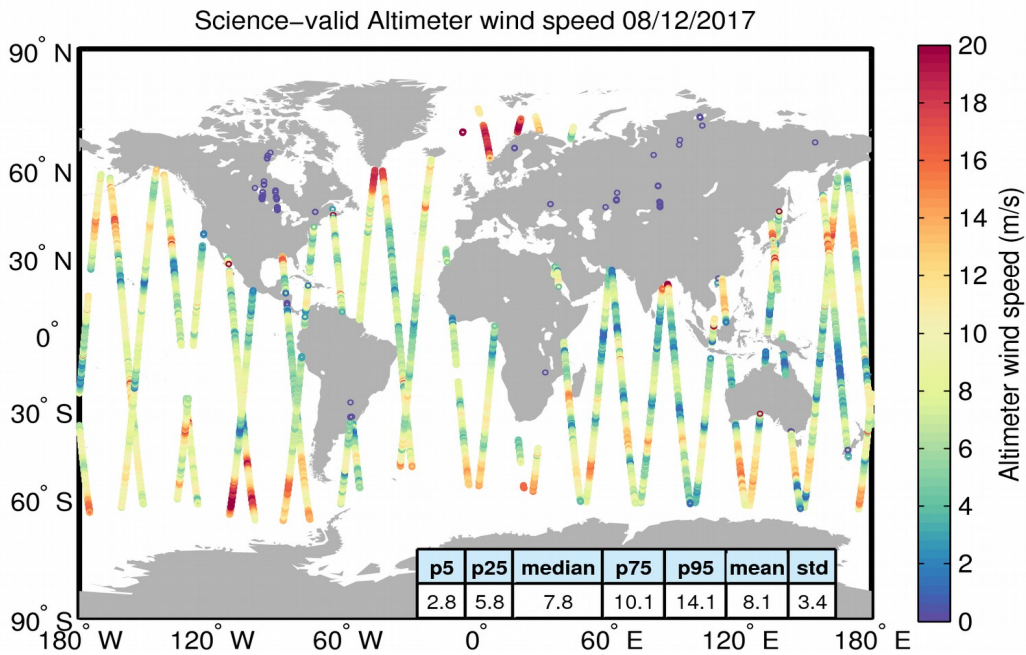 Science−valid Altimeter wind speed 08/12/2017
90° N
60° N
30° N
0°
30° S
60° S
90° S
180° W
120° W
60° W
0°
60° E
120° E
180° E
p5 p25 median p75 p95 mean std
2.8 5.8 7.8 10.1 14.1 8.1 3.4
20
18
16
14
12
10
8
6
4
2
0
Altimeter wind speed (m/s)